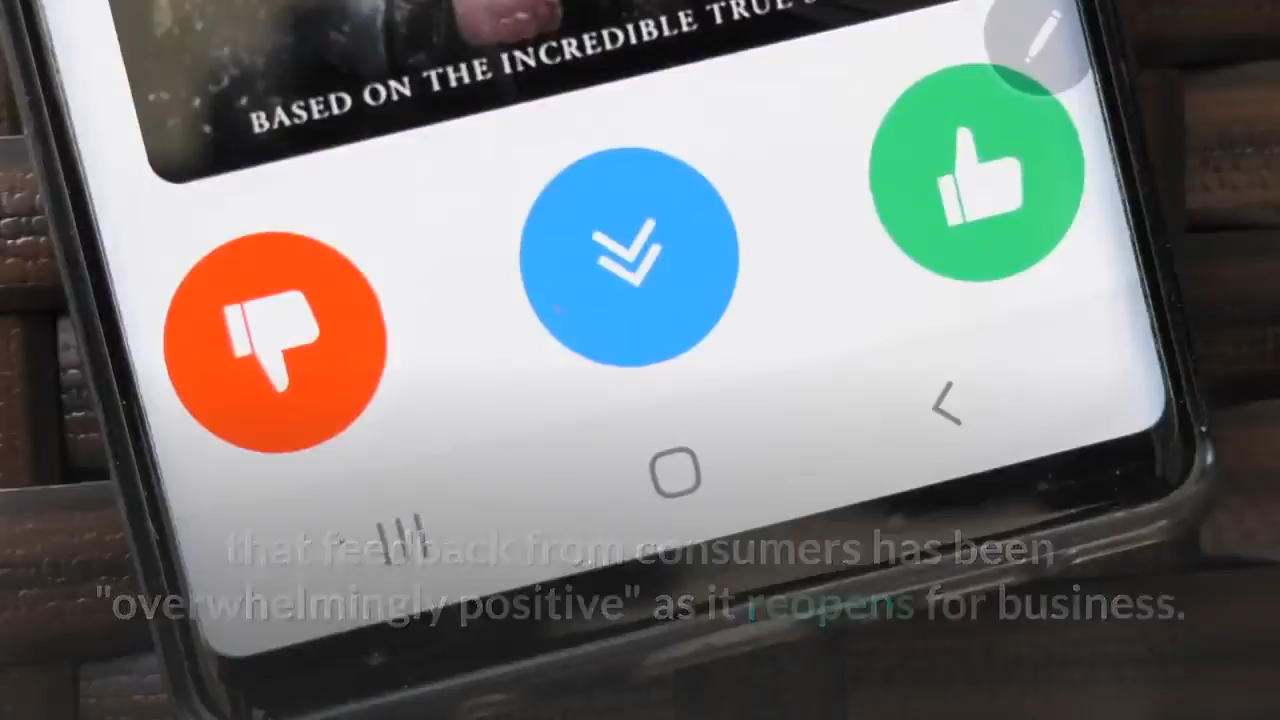 BASED ON THE INCREDIBLE TRUE
that feedback from consumers has been
"overwhelmingly positive" as it reopens for business.